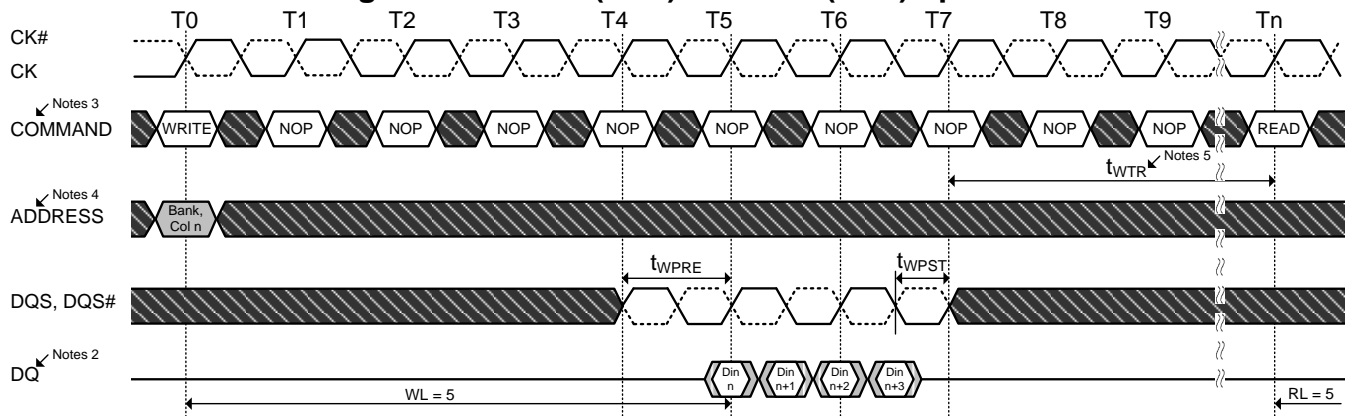 T0 T1 T2 T3 T4 T5 T6 T7 T8 T9 Tn
CK#
CK
Notes 3
COMMAND
WRITE NOP NOP NOP NOP NOP NOP NOP NOP NOP READ
tWTR Notes 5
Notes 4
ADDRESS
Bank,
Col n
tWPRE tWPST
DQS, DQS#
Notes 2
DQ
Din
n
Din
n+1
Din
n+2
Din
n+3
WL = 5
RL = 5